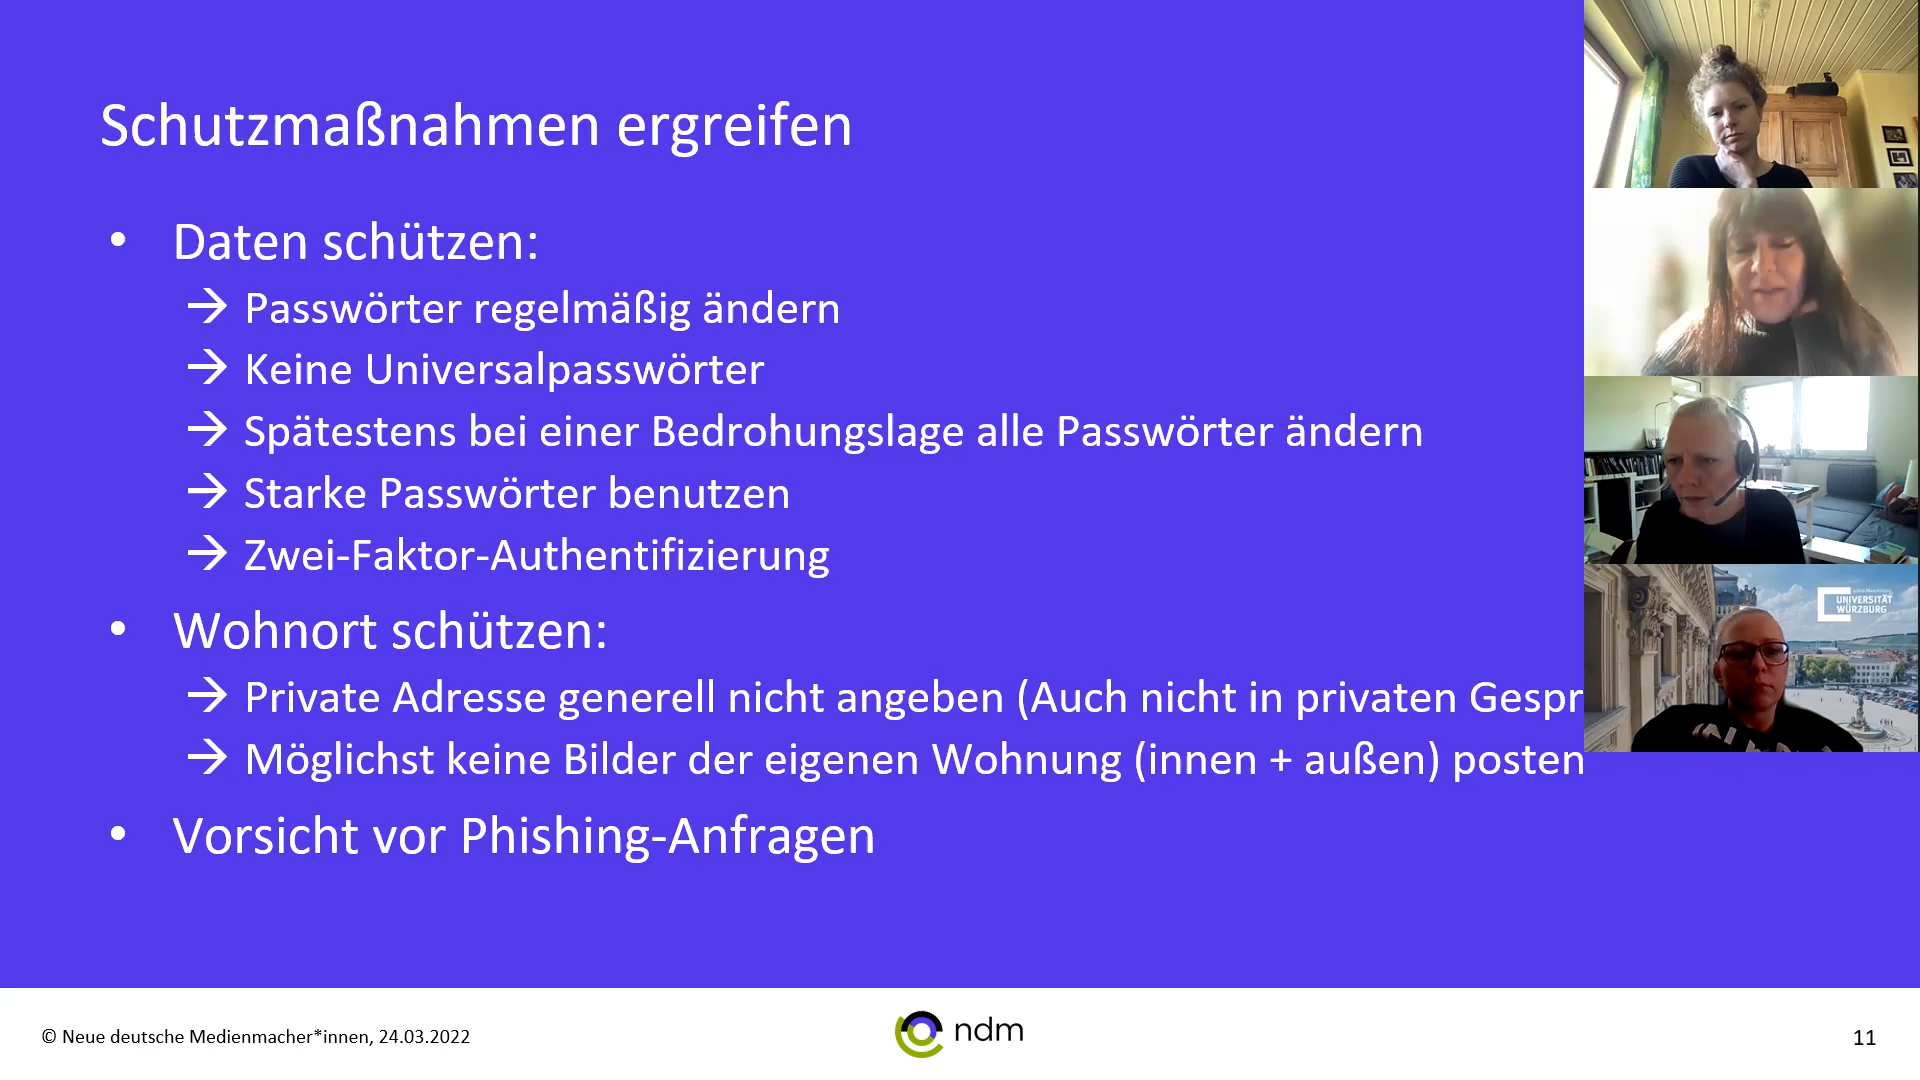 Schutzmaßnahmen ergreifen
• Daten schützen:
→ Passwörter regelmäßig ändern
→ Keine Universalpasswörter
→ Spätestens bei einer Bedrohungslage alle Passwörter ändern
→ Starke Passwörter benutzen
→ Zwei-Faktor-Authentifizierung
• Wohnort schützen:
→ Private Adresse generell nicht angeben (Auch nicht in privaten Gespr
→ Möglichst keine Bilder der eigenen Wohnung (innen + außen) posten
• Vorsicht vor Phishing-Anfragen
UNIVERSITÄT
WÜRZBURG
© Neue deutsche Medienmacher*innen, 24.03.2022
ndm
11